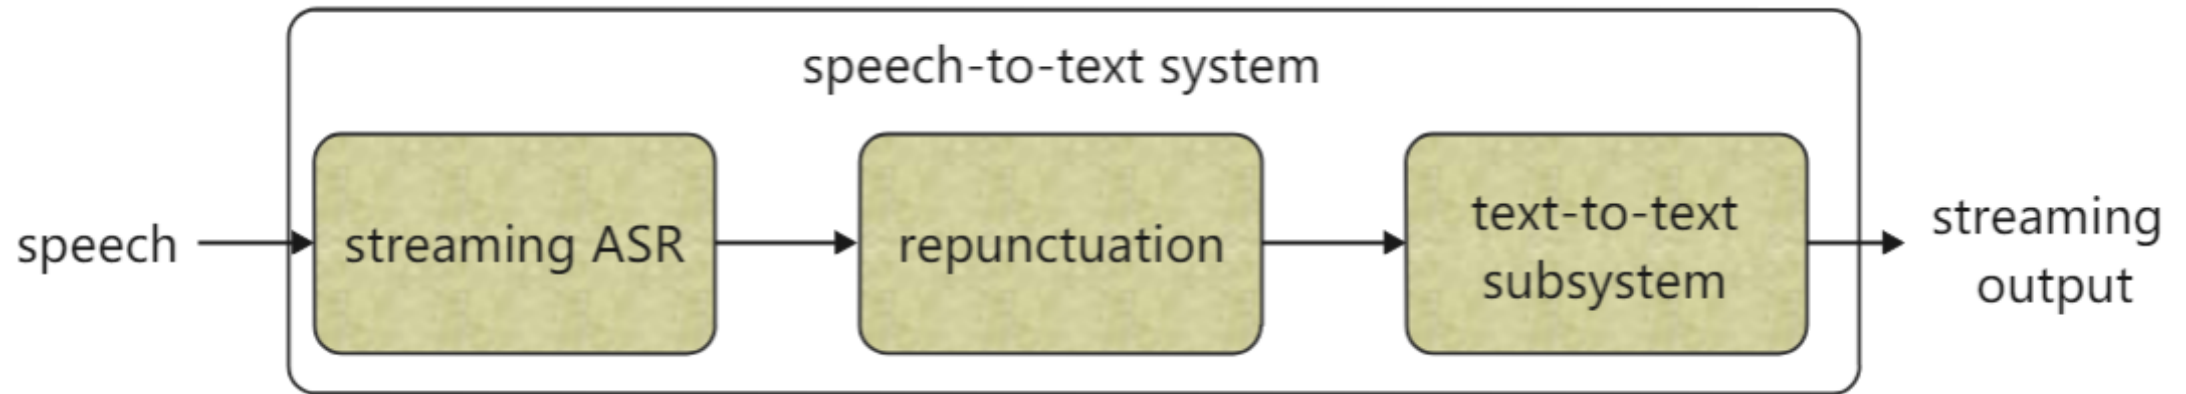 speech-to-text system
speech
streaming ASR
repunctuation
text-to-text
subsystem
streaming
output